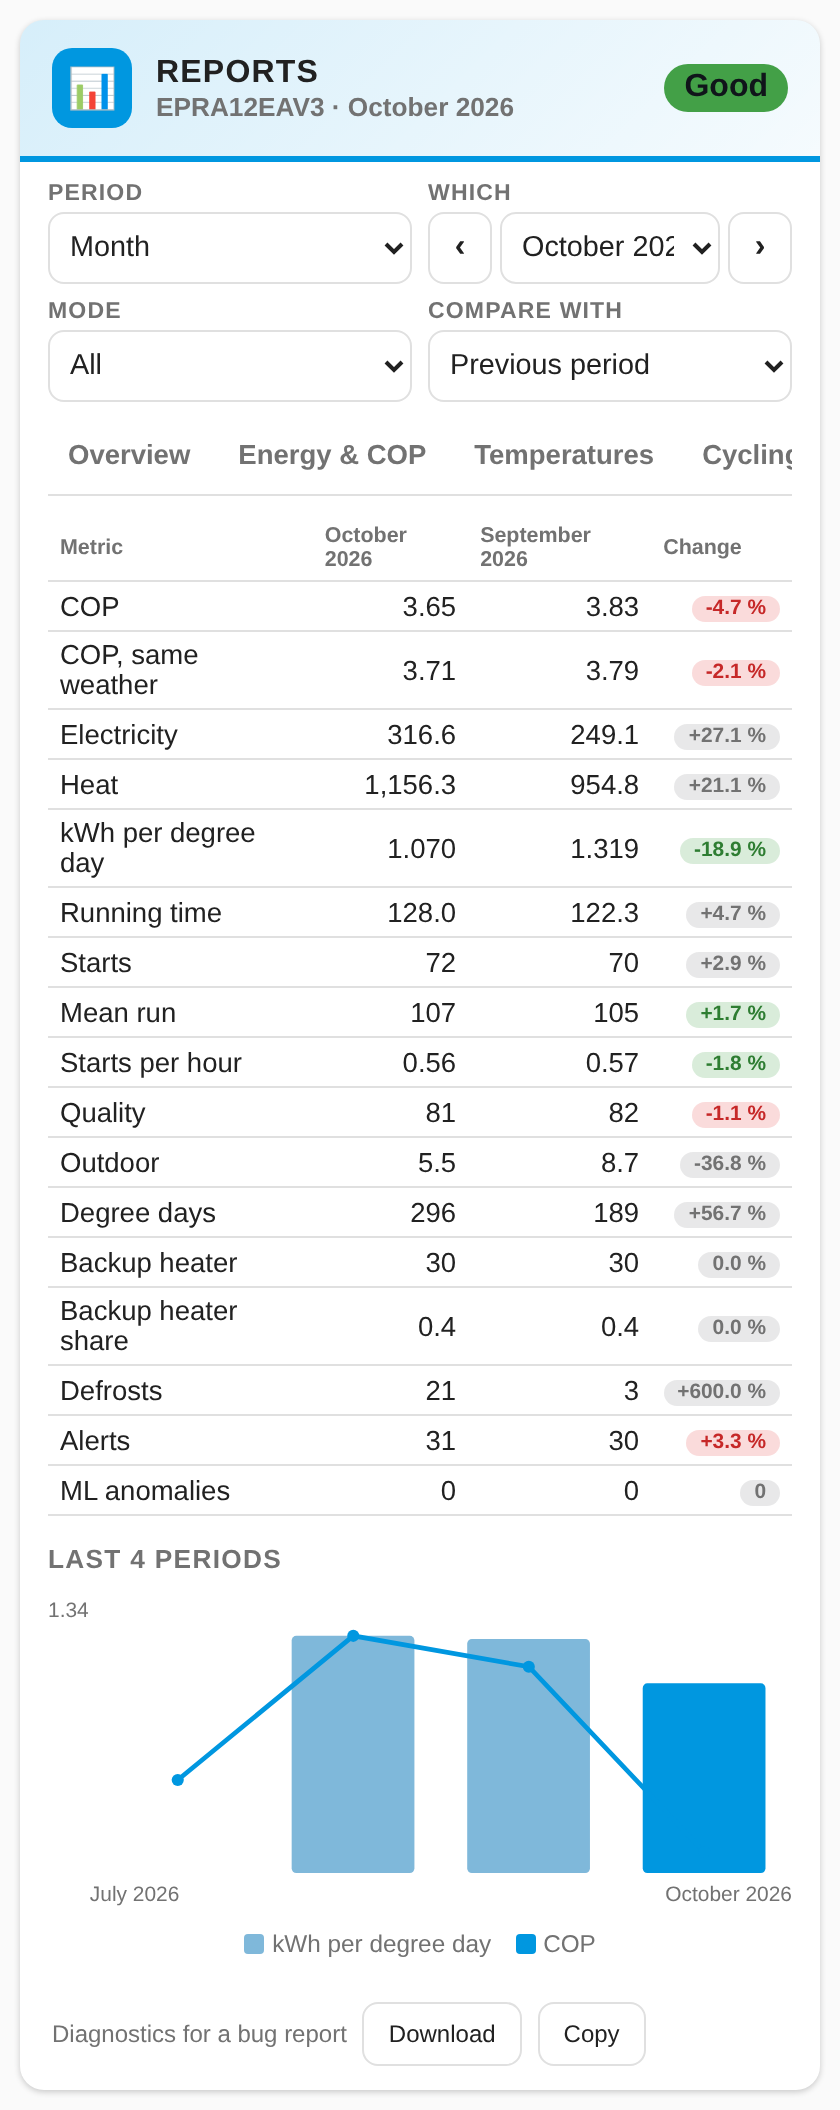 REPORTS
EPRA12EAV3 · October 2026
Good
PERIOD
WHICH
Month
‹
October 202
›
MODE
COMPARE WITH
All
Previous period
Overview Energy & COP Temperatures Cycling
Metric October 2026 September 2026 Change
COP 3.65 3.83 -4.7 %
COP, same weather 3.71 3.79 -2.1 %
Electricity 316.6 249.1 +27.1 %
Heat 1,156.3 954.8 +21.1 %
kWh per degree day 1.070 1.319 -18.9 %
Running time 128.0 122.3 +4.7 %
Starts 72 70 +2.9 %
Mean run 107 105 +1.7 %
Starts per hour 0.56 0.57 -1.8 %
Quality 81 82 -1.1 %
Outdoor 5.5 8.7 -36.8 %
Degree days 296 189 +56.7 %
Backup heater 30 30 0.0 %
Backup heater share 0.4 0.4 0.0 %
Defrosts 21 3 +600.0 %
Alerts 31 30 +3.3 %
ML anomalies 0 0 0
LAST 4 PERIODS
1.34
July 2026 October 2026
kWh per degree day COP
Diagnostics for a bug report Download Copy